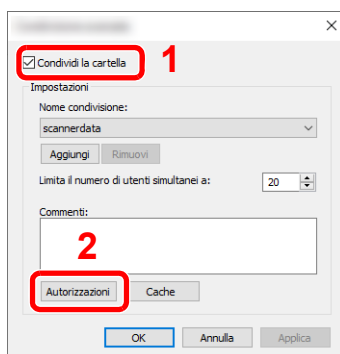 Condividi la cartella
1
Impostazioni
Nome condivisione:
scannerdata
Aggiungi Rimuovi
Limita il numero di utenti simultanei a: 20
Commenti:
2
Autorizzazioni Cache
OK Annulla Applica